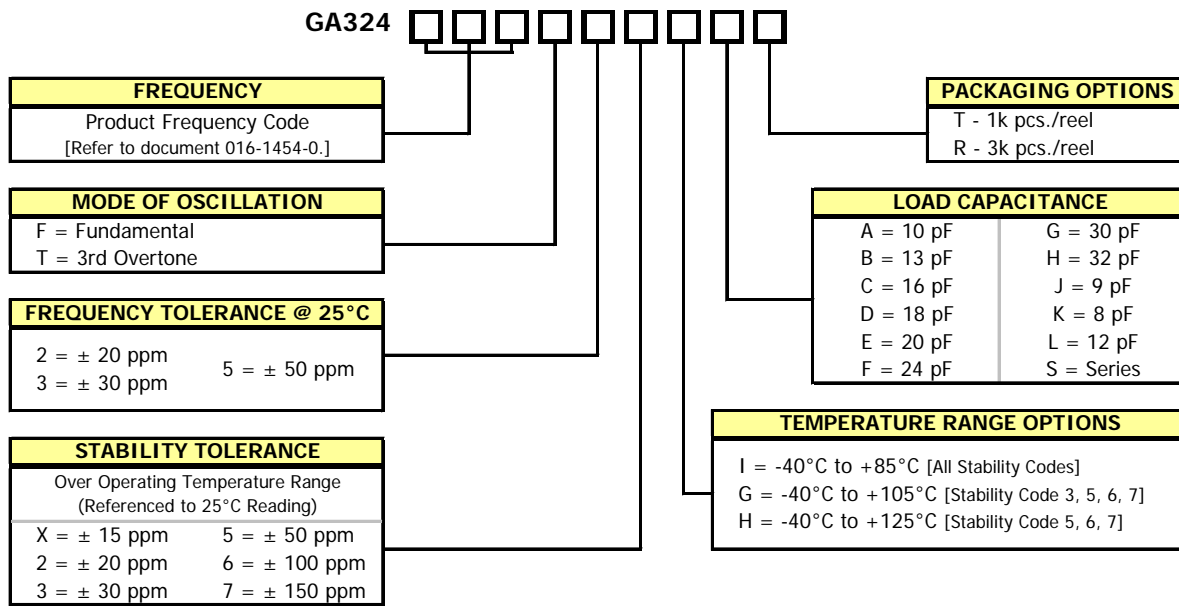 GA324
FREQUENCY
Product Frequency Code
[Refer to document 016-1454-0.]
MODE OF OSCILLATION
F = Fundamental
T = 3rd Overtone
FREQUENCY TOLERANCE @ 25°C
2 = ± 20 ppm
3 = ± 30 ppm
5 = ± 50 ppm
STABILITY TOLERANCE
Over Operating Temperature Range
(Referenced to 25°C Reading)
X = ± 15 ppm
2 = ± 20 ppm
3 = ± 30 ppm
5 = ± 50 ppm
6 = ± 100 ppm
7 = ± 150 ppm
PACKAGING OPTIONS
T - 1k pcs./reel
R - 3k pcs./reel
LOAD CAPACITANCE
A = 10 pF
B = 13 pF
C = 16 pF
D = 18 pF
E = 20 pF
F = 24 pF
G = 30 pF
H = 32 pF
J = 9 pF
K = 8 pF
L = 12 pF
S = Series
TEMPERATURE RANGE OPTIONS
I = -40°C to +85°C [All Stability Codes]
G = -40°C to +105°C [Stability Code 3, 5, 6, 7]
H = -40°C to +125°C [Stability Code 5, 6, 7]